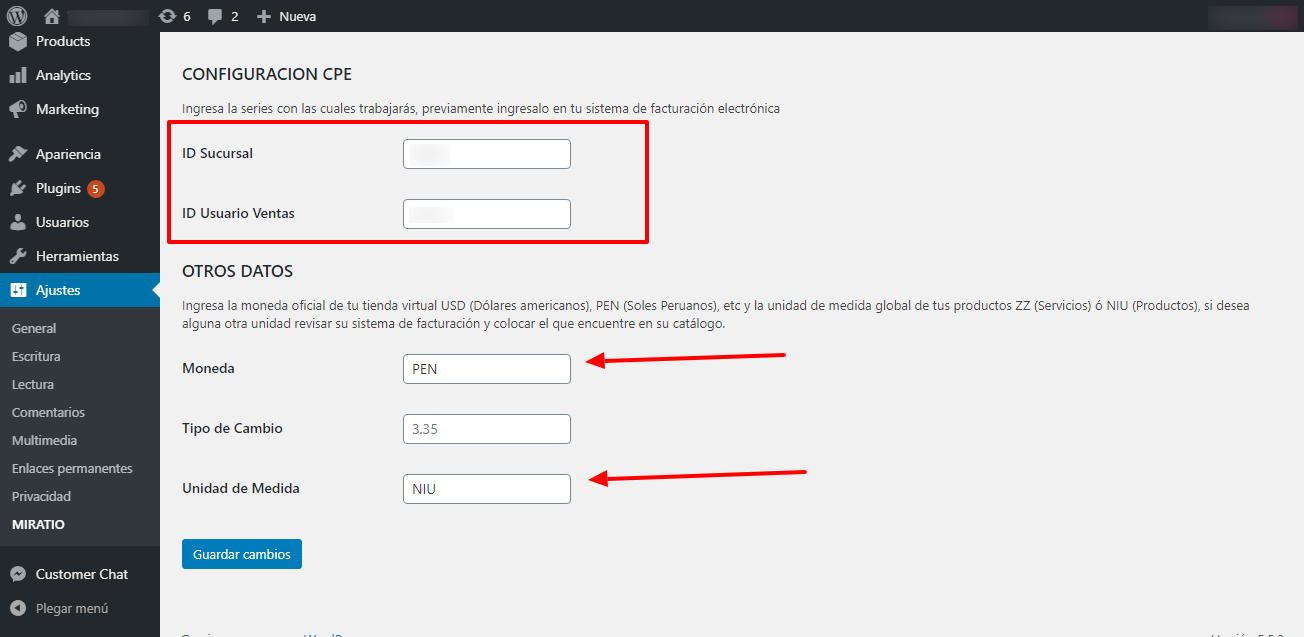 6 2 Nueva
Products
Analytics
Marketing
Apariencia
Plugins 5
Usuarios
Herramientas
Ajustes
General
Escritura
Lectura
Comentarios
Multimedia
Enlaces permanentes
Privacidad
MIRATIO
Customer Chat
Plegar menú
CONFIGURACION CPE
Ingresa la series con las cuales trabajarás, previamente ingresalo en tu sistema de facturación electrónica
ID Sucursal
ID Usuario Ventas
OTROS DATOS
Ingresa la moneda oficial de tu tienda virtual USD (Dólares americanos), PEN (Soles Peruanos), etc y la unidad de medida global de tus productos ZZ (Servicios) ó NIU (Productos), si desea
alguna otra unidad revisar su sistema de facturación y colocar el que encuentre en su catálogo.
Moneda PEN
Tipo de Cambio 3.35
Unidad de Medida NIU
Guardar cambios